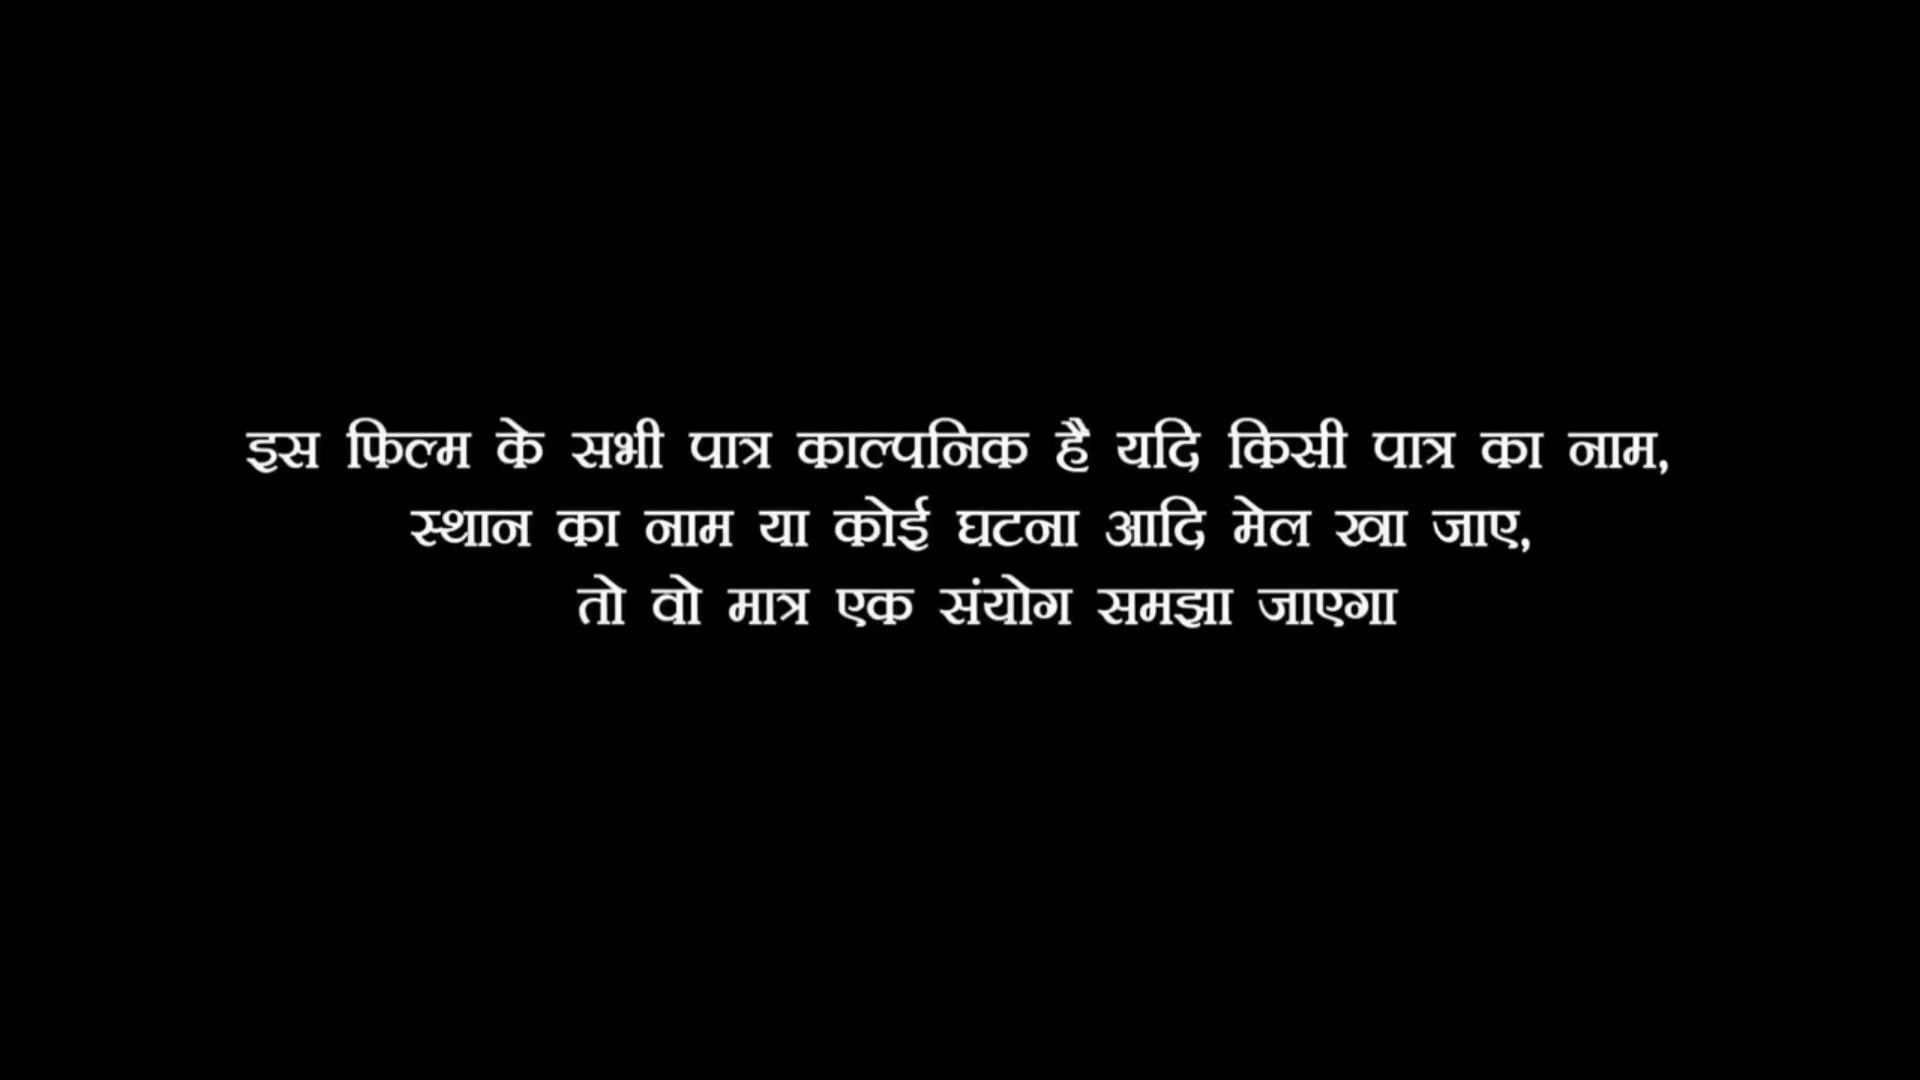 इस फिल्म के सभी पात्र काल्पनिक है यदि किसी पात्र का नाम,
स्थान का नाम या कोई घटना आदि मेल खा जाए,
तो वो मात्र एक संयोग समझा जाएगा